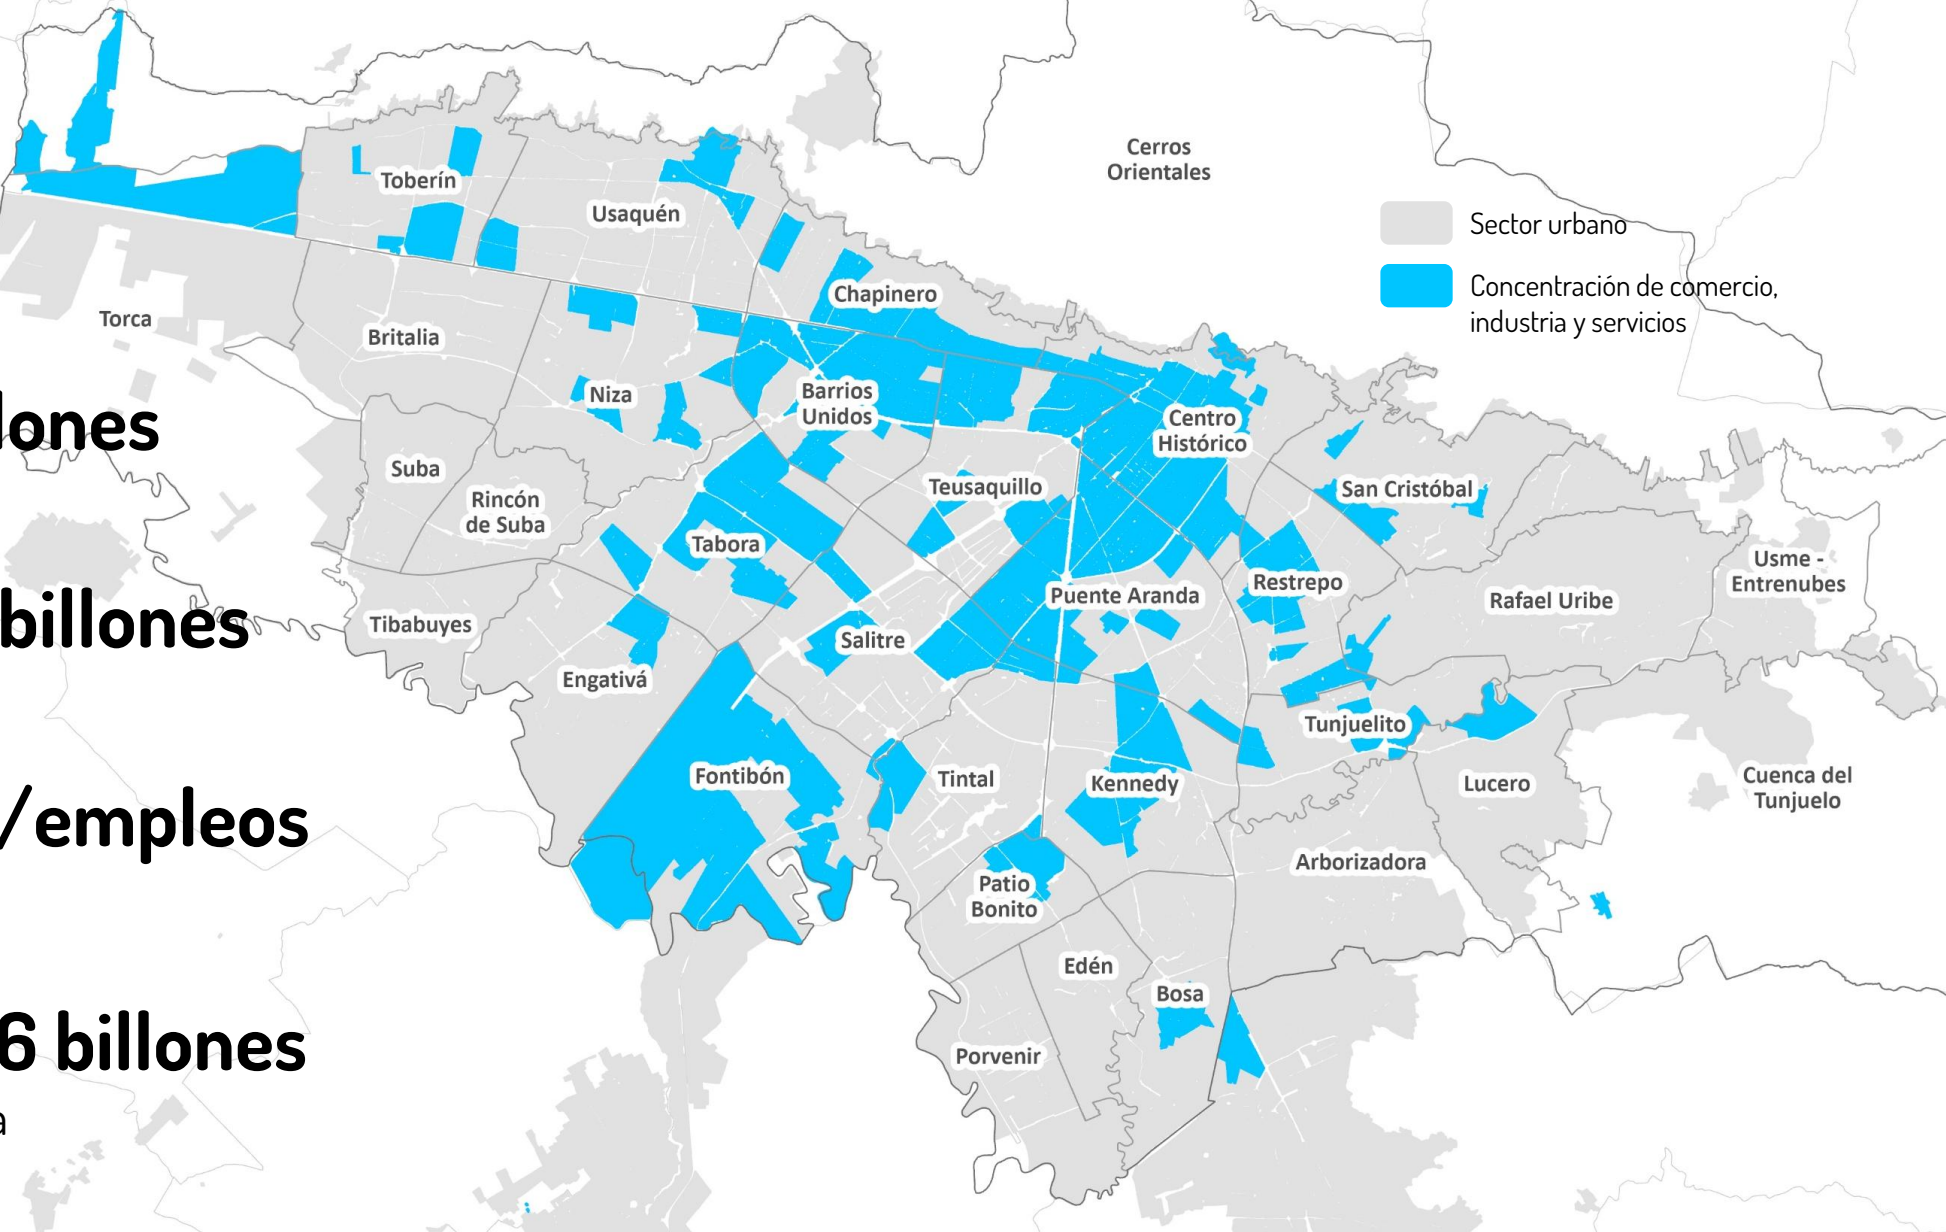 lones
billones
/empleos
6 billones
a
Cerros
Orientales
Sector urbano
Concentración de comercio,
industria y servicios
Toberín
Usaquén
Chapinero
Torca
Britalia
Niza
Barrios
Unidos
Centro
Histórico
Suba
Rincón
de Suba
Teusaquillo
San Cristóbal
Tabora
Usme -
Entrenubes
Restrepo
Puente Aranda
Rafael Uribe
Tibabuyes
Salitre
Engativá
Tunjuelito
Fontibón
Tintal
Kennedy
Lucero
Cuenca del
Tunjuelo
Arborizadora
Patio
Bonito
Edén
Bosa
Porvenir